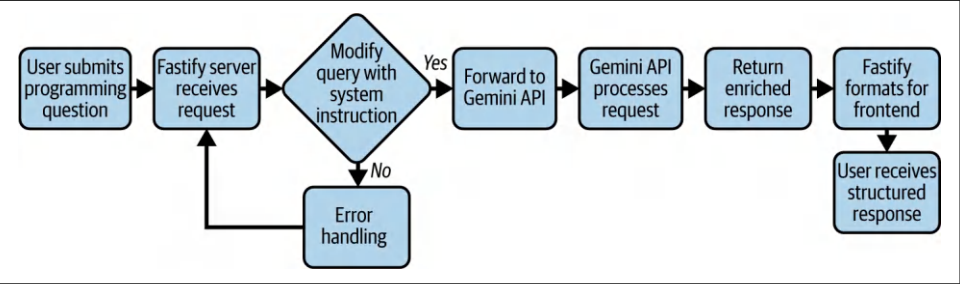 User submits
programming
question
Fastify server
receives
request
Modify
query with
system
instruction
Yes
Forward to
Gemini API
Gemini API
processes
request
Return
enriched
response
Fastify
formats for
frontend
No
Error
handling
User receives
structured
response